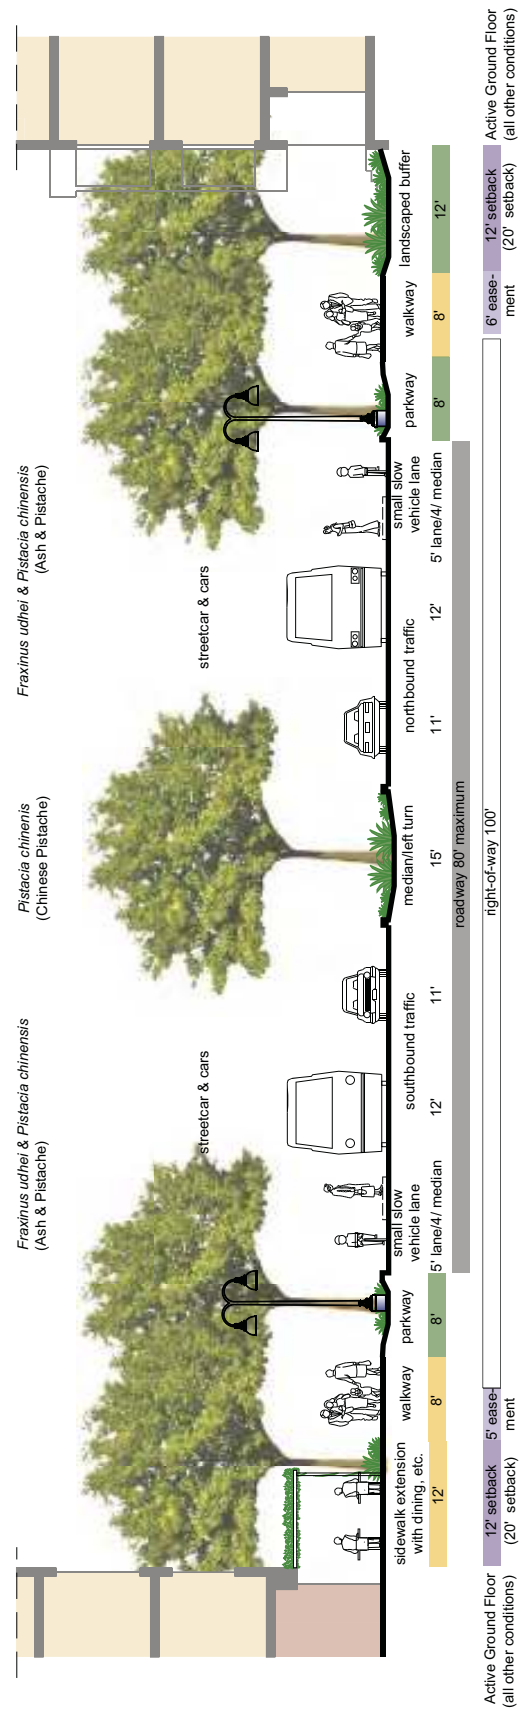 Fraxinus udhei & Pistacia chinensis
(Ash & Pistache)
Pistacia chinenis
(Chinese Pistache)
Fraxinus udhei & Pistacia chinensis
(Ash & Pistache)
streetcar & cars
streetcar & cars
sidewalk extension
with dining, etc.
walkway
parkway
small slow
vehicle lane
southbound traffic
median/left turn
northbound traffic
small slow
vehicle lane
parkway
walkway
landscaped buffer
12'
8'
8'
5' lane/4/ median
12'
11'
15'
11'
12'
5' lane/4/ median
8'
8'
12'
roadway 80' maximum
Active Ground Floor
(all other conditions)
12' setback
(20' setback)
5' ease-
ment
right-of-way 100'
6' ease-
ment
12' setback
(20' setback)
Active Ground Floor
(all other conditions)